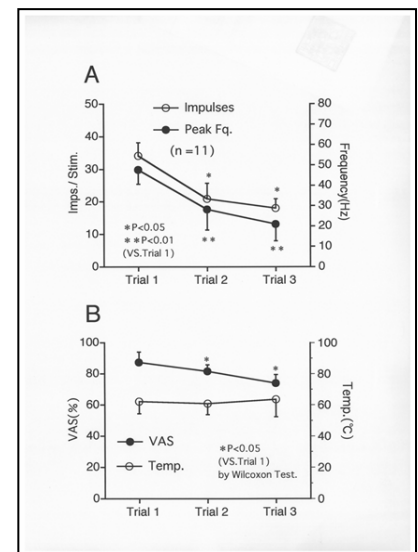 A
50
40
30
20
10
0
Imps./ Stim.
Impulses
Peak Fq.
(n =11)
80
70
60
50
40
30
20
10
0
Frequency(Hz)
*
*
**
**
*P<0.05
**P<0.01
(VS.Trial 1)
Trial 1 Trial 2 Trial 3
B
100
80
60
40
20
0
VAS(%)
*
*
100
80
60
40
20
0
Temp.(℃)
VAS
Temp.
*P<0.05
(VS.Trial 1)
by Wilcoxon Test.
Trial 1 Trial 2 Trial 3